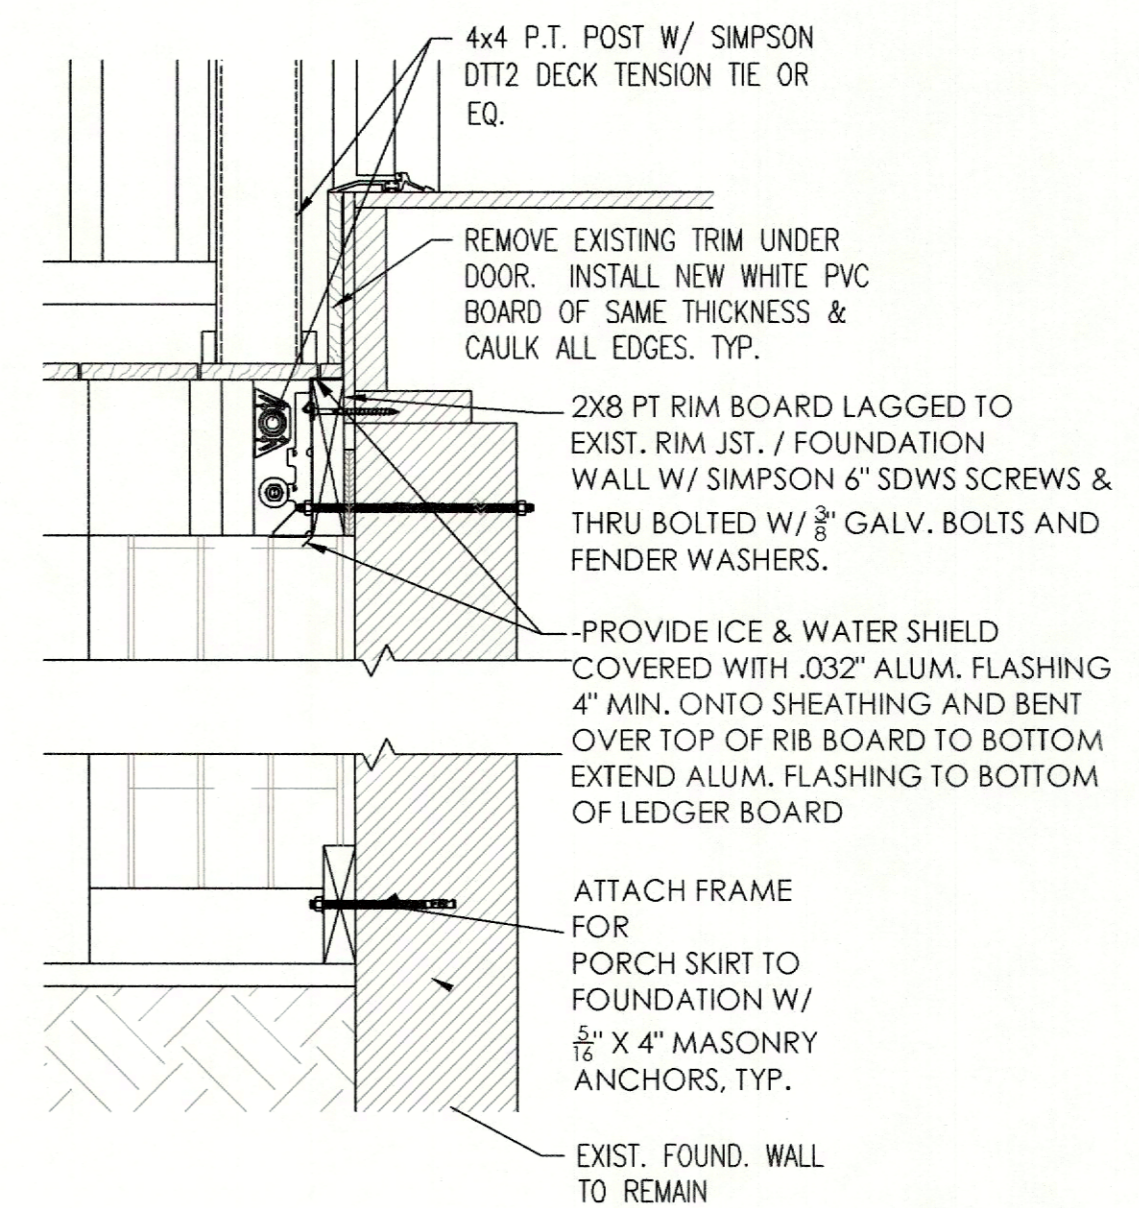 4x4 P.T. POST W/ SIMPSON
DTT2 DECK TENSION TIE OR
EQ.
REMOVE EXISTING TRIM UNDER
DOOR. INSTALL NEW WHITE PVC
BOARD OF SAME THICKNESS &
CAULK ALL EDGES. TYP.
2X8 PT RIM BOARD LAGGED TO
EXIST. RIM JST. / FOUNDATION
WALL W/ SIMPSON 6" SDWS SCREWS &
THRU BOLTED W/ 3/8" GALV. BOLTS AND
FENDER WASHERS.
-PROVIDE ICE & WATER SHIELD
COVERED WITH .032" ALUM. FLASHING
4" MIN. ONTO SHEATHING AND BENT
OVER TOP OF RIB BOARD TO BOTTOM
EXTEND ALUM. FLASHING TO BOTTOM
OF LEDGER BOARD
ATTACH FRAME
FOR
PORCH SKIRT TO
FOUNDATION W/
5/16" X 4" MASONRY
ANCHORS, TYP.
EXIST. FOUND. WALL
TO REMAIN